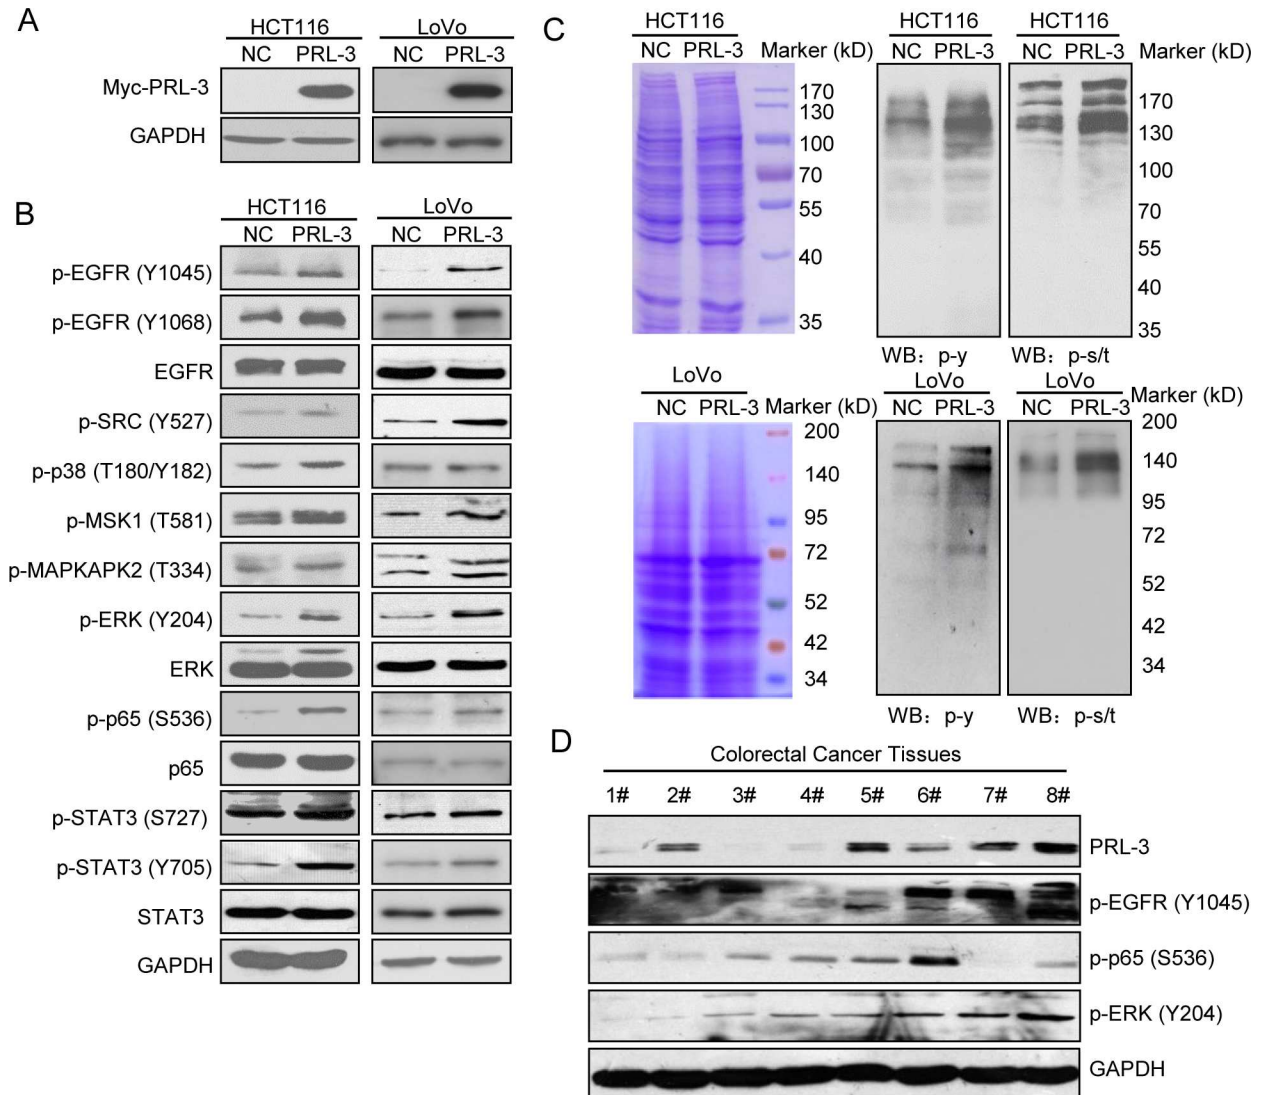 A
HCT116 LoVo
NC PRL-3 NC PRL-3
Myc-PRL-3
GAPDH
B
HCT116 LoVo
NC PRL-3 NC PRL-3
p-EGFR (Y1045)
p-EGFR (Y1068)
EGFR
p-SRC (Y527)
p-p38 (T180/Y182)
p-MSK1 (T581)
p-MAPKAPK2 (T334)
p-ERK (Y204)
ERK
p-p65 (S536)
p65
p-STAT3 (S727)
p-STAT3 (Y705)
STAT3
GAPDH
C
HCT116 HCT116 HCT116
NC PRL-3 Marker (kD) NC PRL-3 NC PRL-3 Marker (kD)
170
130
100
70
55
40
35
170
130
100
70
55
40
35
WB: p-y WB: p-s/t
LoVo LoVo LoVo
NC PRL-3 Marker (kD) NC PRL-3 NC PRL-3 Marker (kD)
200
140
95
72
52
42
34
200
140
95
72
52
42
34
WB: p-y WB: p-s/t
D
Colorectal Cancer Tissues
1# 2# 3# 4# 5# 6# 7# 8#
PRL-3
p-EGFR (Y1045)
p-p65 (S536)
p-ERK (Y204)
GAPDH